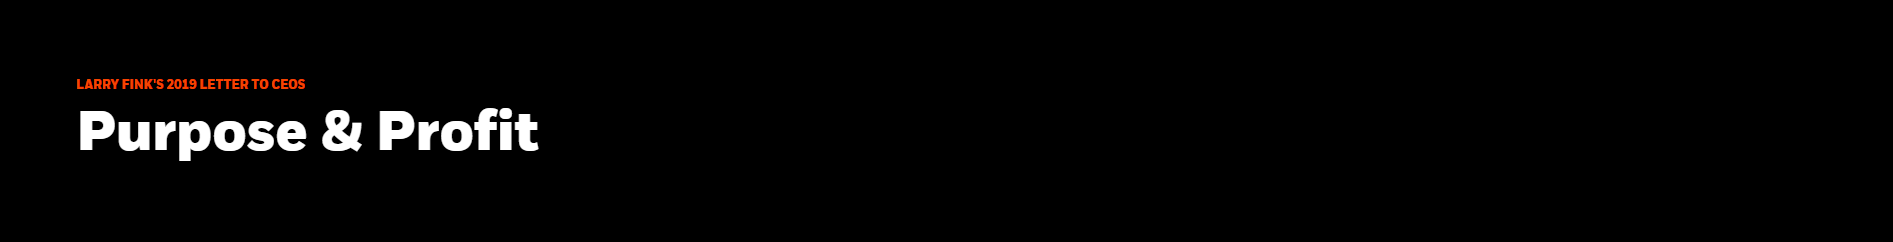 LARRY FINK'S 2019 LETTER TO CEOS
Purpose & Profit